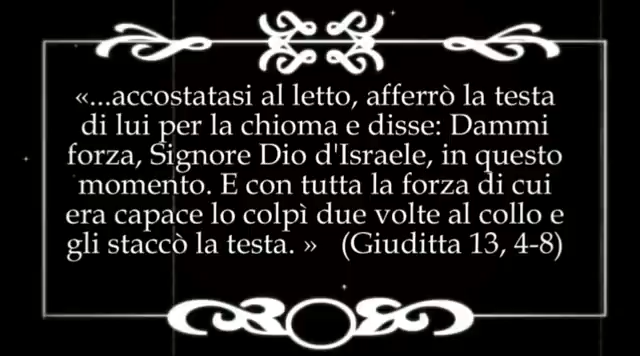 «...accostatasi al letto, afferrò la testa
di lui per la chioma e disse: Dammi
forza, Signore Dio d'Israele, in questo
momento. E con tutta la forza di cui
era capace lo colpì due volte al collo e
gli staccò la testa. » (Giuditta 13, 4-8)